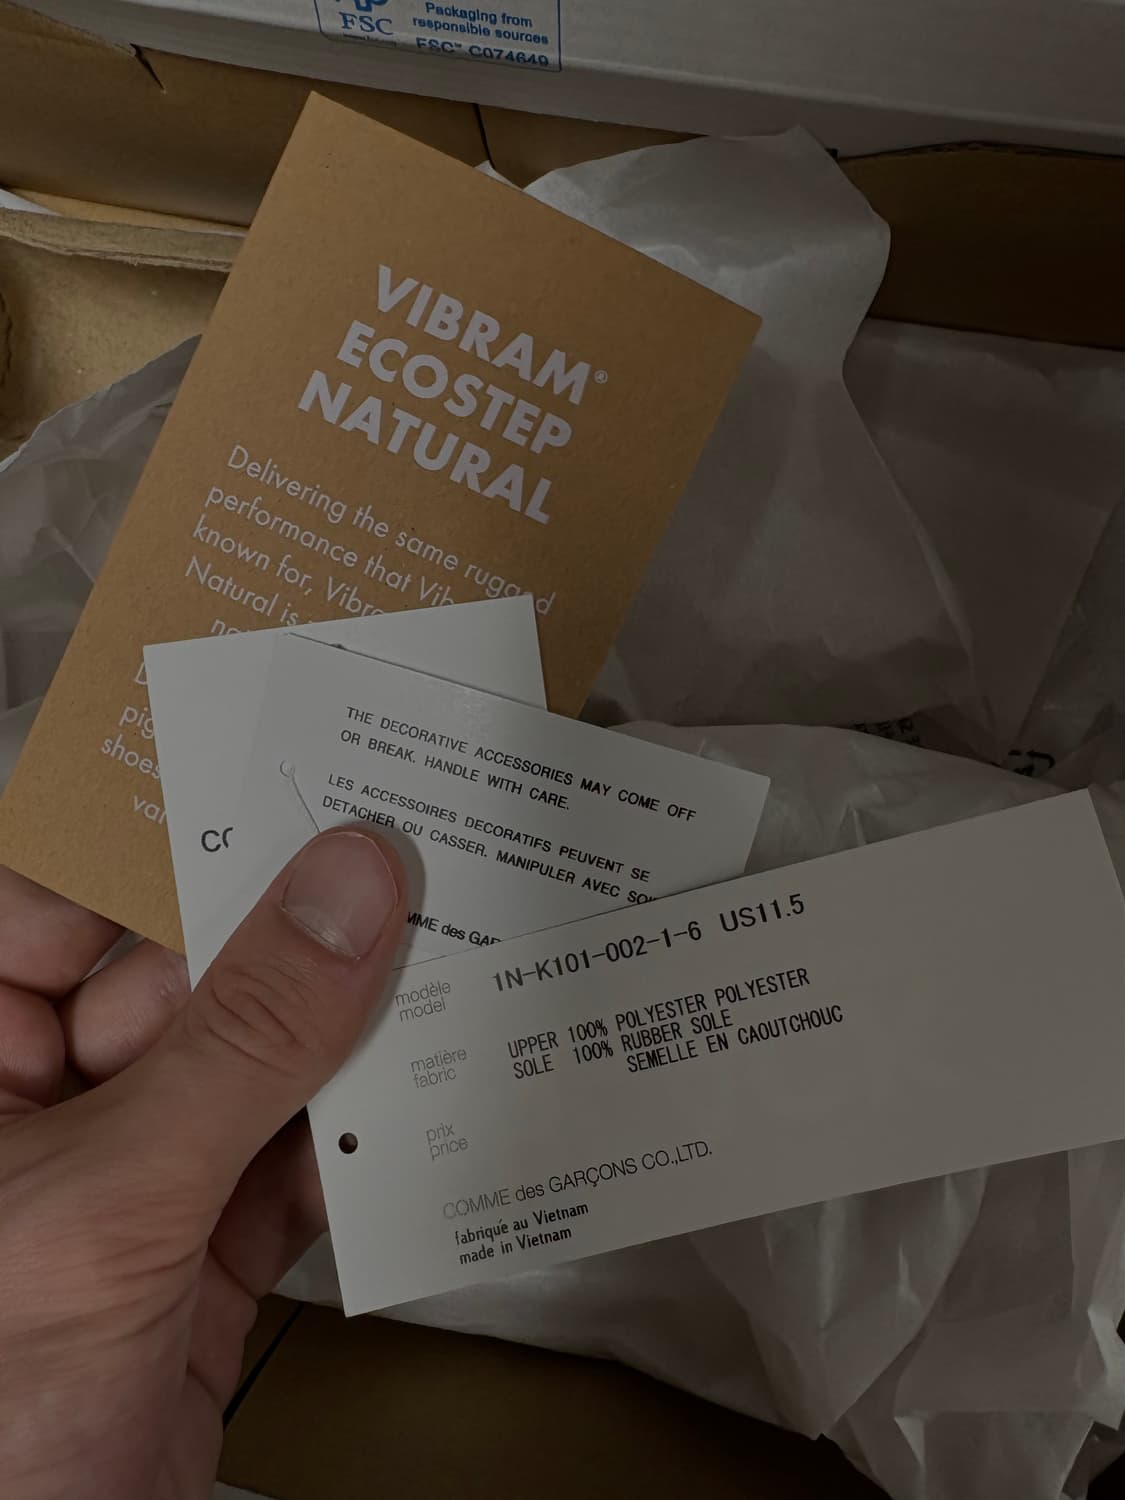 FSC
Packaging from
responsible sources
FSC™ C074649
VIBRAM®
ECOSTEP
NATURAL
Delivering the same rugged
performance that
known for,
Natural is
THE DECORATIVE ACCESSORIES MAY COME OFF
OR BREAK. HANDLE WITH CARE.
LES ACCESSOIRES DECORATIFS PEUVENT SE
DETACHER OU CASSER. MANIPULER AVEC
des
1N-K101-002-1-6 US11.5
modèle
model
matière
fabric
UPPER 100% POLYESTER POLYESTER
SOLE 100% RUBBER SOLE
SEMELLE EN CAOUTCHOUC
prix
price
COMME des GARÇONS CO.,LTD.
fabriqué au Vietnam
made in Vietnam